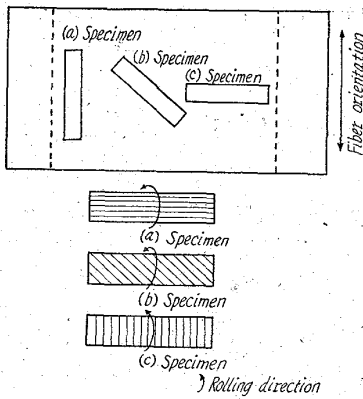 (a) Specimen
(b) Specimen
(c) Specimen
Fiber orientation
(a) Specimen
(b) Specimen
(c) Specimen
Rolling direction